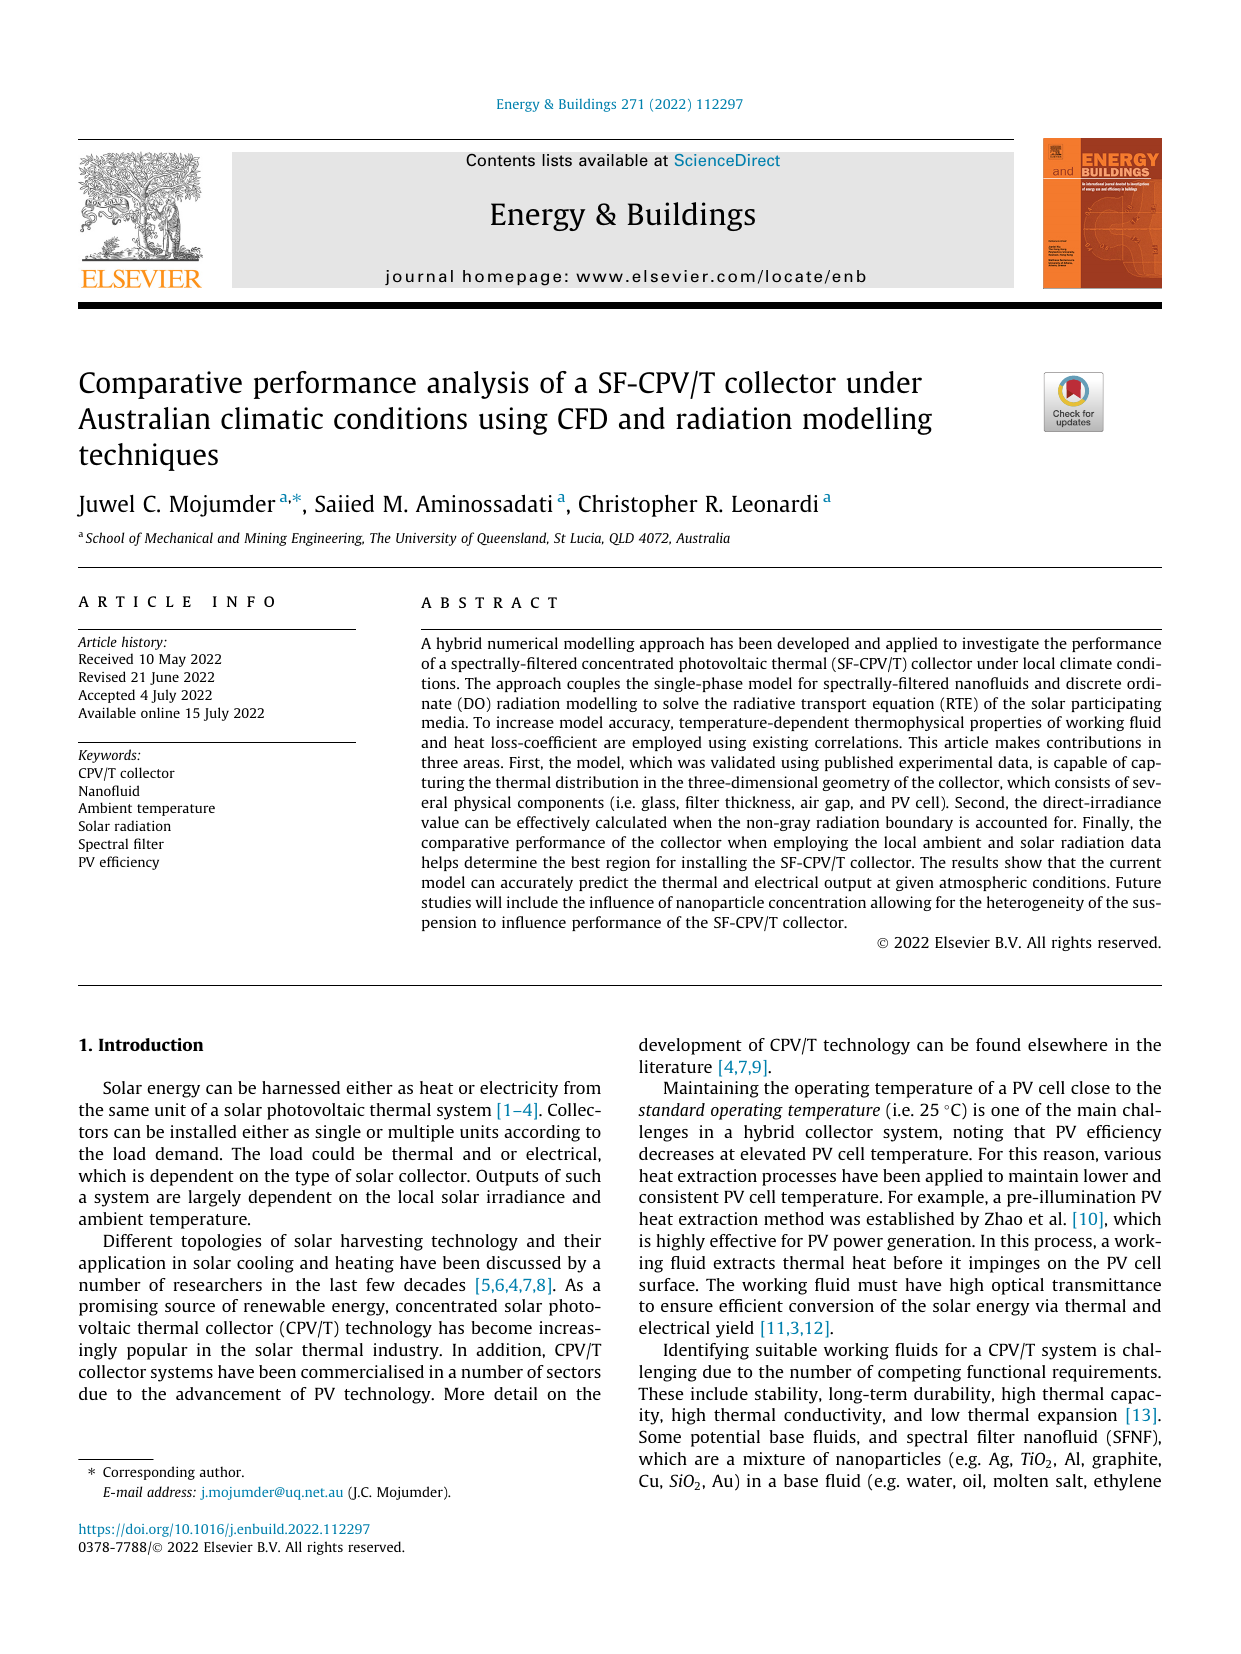 Energy & Buildings 271 (2022) 112297
Contents lists available at ScienceDirect
Energy & Buildings
journal homepage: www.elsevier.com/locate/enb
ELSEVIER
ENERGY
and BUILDINGS
Comparative performance analysis of a SF-CPV/T collector under
Australian climatic conditions using CFD and radiation modelling
techniques
Check for
updates
Juwel C. Mojumder a,*, Saiied M. Aminossadati a, Christopher R. Leonardi a
a School of Mechanical and Mining Engineering, The University of Queensland, St Lucia, QLD 4072, Australia
ARTICLE INFO
Article history:
Received 10 May 2022
Revised 21 June 2022
Accepted 4 July 2022
Available online 15 July 2022
Keywords:
CPV/T collector
Nanofluid
Ambient temperature
Solar radiation
Spectral filter
PV efficiency
ABSTRACT
A hybrid numerical modelling approach has been developed and applied to investigate the performance
of a spectrally-filtered concentrated photovoltaic thermal (SF-CPV/T) collector under local climate condi-
tions. The approach couples the single-phase model for spectrally-filtered nanofluids and discrete ordi-
nate (DO) radiation modelling to solve the radiative transport equation (RTE) of the solar participating
media. To increase model accuracy, temperature-dependent thermophysical properties of working fluid
and heat loss-coefficient are employed using existing correlations. This article makes contributions in
three areas. First, the model, which was validated using published experimental data, is capable of cap-
turing the thermal distribution in the three-dimensional geometry of the collector, which consists of sev-
eral physical components (i.e. glass, filter thickness, air gap, and PV cell). Second, the direct-irradiance
value can be effectively calculated when the non-gray radiation boundary is accounted for. Finally, the
comparative performance of the collector when employing the local ambient and solar radiation data
helps determine the best region for installing the SF-CPV/T collector. The results show that the current
model can accurately predict the thermal and electrical output at given atmospheric conditions. Future
studies will include the influence of nanoparticle concentration allowing for the heterogeneity of the sus-
pension to influence performance of the SF-CPV/T collector.
© 2022 Elsevier B.V. All rights reserved.
1. Introduction
Solar energy can be harnessed either as heat or electricity from
the same unit of a solar photovoltaic thermal system [1–4]. Collec-
tors can be installed either as single or multiple units according to
the load demand. The load could be thermal and or electrical,
which is dependent on the type of solar collector. Outputs of such
a system are largely dependent on the local solar irradiance and
ambient temperature.
Different topologies of solar harvesting technology and their
application in solar cooling and heating have been discussed by a
number of researchers in the last few decades [5,6,4,7,8]. As a
promising source of renewable energy, concentrated solar photo-
voltaic thermal collector (CPV/T) technology has become increas-
ingly popular in the solar thermal industry. In addition, CPV/T
collector systems have been commercialised in a number of sectors
due to the advancement of PV technology. More detail on the
development of CPV/T technology can be found elsewhere in the
literature [4,7,9].
Maintaining the operating temperature of a PV cell close to the
standard operating temperature (i.e. 25 °C) is one of the main chal-
lenges in a hybrid collector system, noting that PV efficiency
decreases at elevated PV cell temperature. For this reason, various
heat extraction processes have been applied to maintain lower and
consistent PV cell temperature. For example, a pre-illumination PV
heat extraction method was established by Zhao et al. [10], which
is highly effective for PV power generation. In this process, a work-
ing fluid extracts thermal heat before it impinges on the PV cell
surface. The working fluid must have high optical transmittance
to ensure efficient conversion of the solar energy via thermal and
electrical yield [11,3,12].
Identifying suitable working fluids for a CPV/T system is chal-
lenging due to the number of competing functional requirements.
These include stability, long-term durability, high thermal capac-
ity, high thermal conductivity, and low thermal expansion [13].
Some potential base fluids, and spectral filter nanofluid (SFNF),
which are a mixture of nanoparticles (e.g. Ag, TiO2, Al, graphite,
Cu, SiO2, Au) in a base fluid (e.g. water, oil, molten salt, ethylene
* Corresponding author.
E-mail address: j.mojumder@uq.net.au (J.C. Mojumder).
https://doi.org/10.1016/j.enbuild.2022.112297
0378-7788/© 2022 Elsevier B.V. All rights reserved.